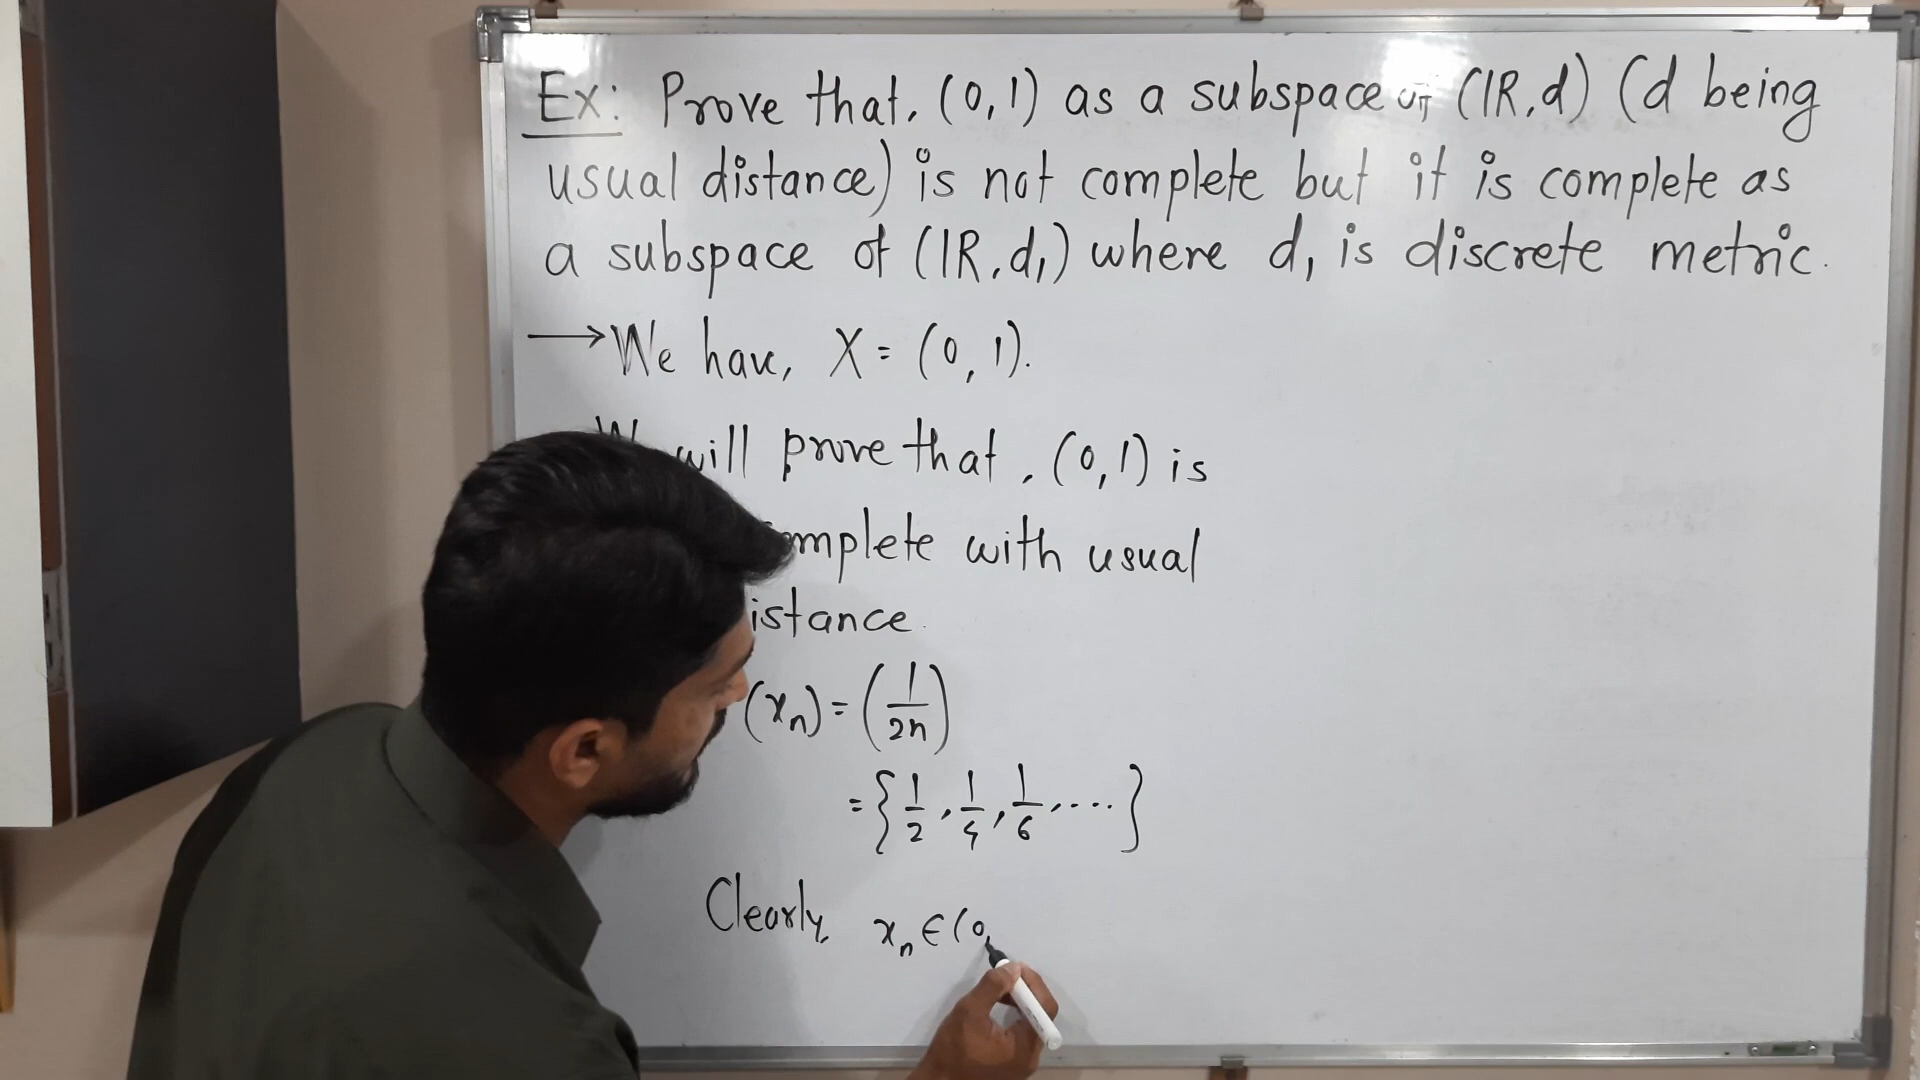 Ex: Prove that, (0,1) as a subspace of (IR,d) (d being
usual distance) is not complete but it is complete as
a subspace of (IR,d₁) where d₁ is discrete metric.
→ We have, X = (0,1).
will prove that, (0,1) is
mplete with usual
istance.
(xₙ) = (1/2n)
= {1/2, 1/4, 1/6, ....}
Clearly, xₙ ∈ (0,